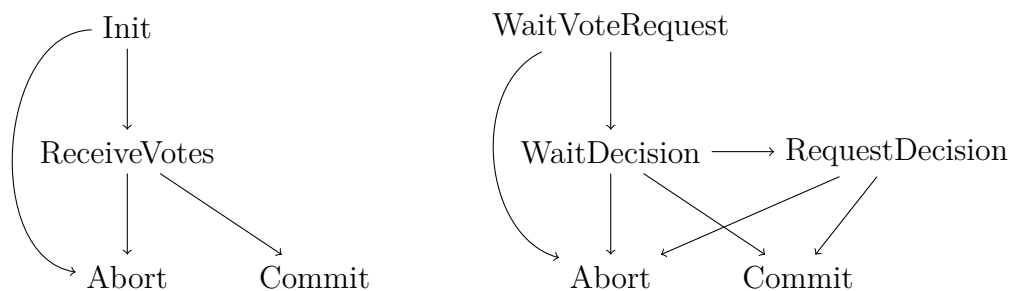 Init
ReceiveVotes
Abort
Commit
WaitVoteRequest
WaitDecision
RequestDecision
Abort
Commit